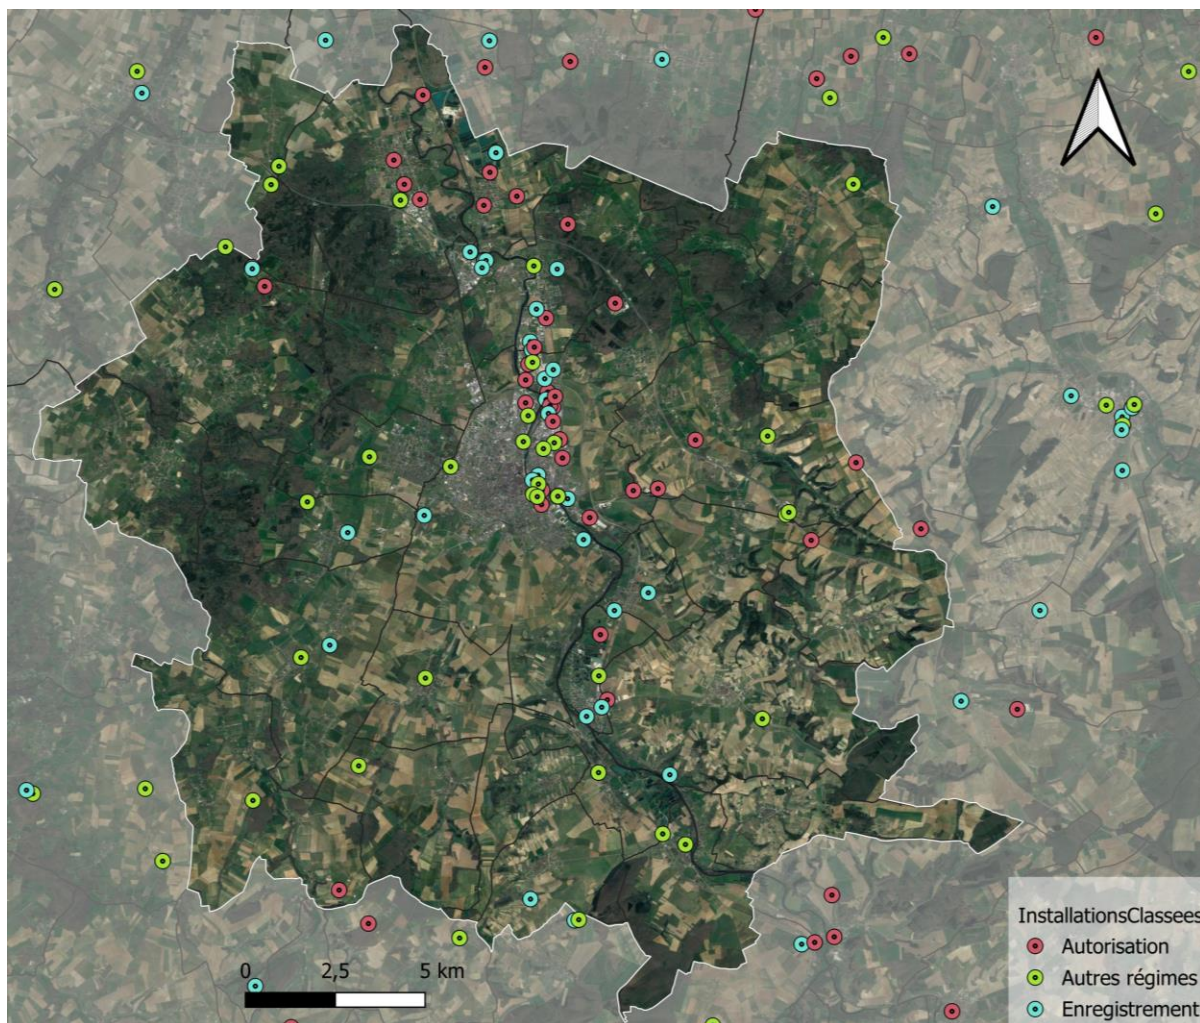 0 2,5 5 km
InstallationsClassees
Autorisation
Autres régimes
Enregistrement